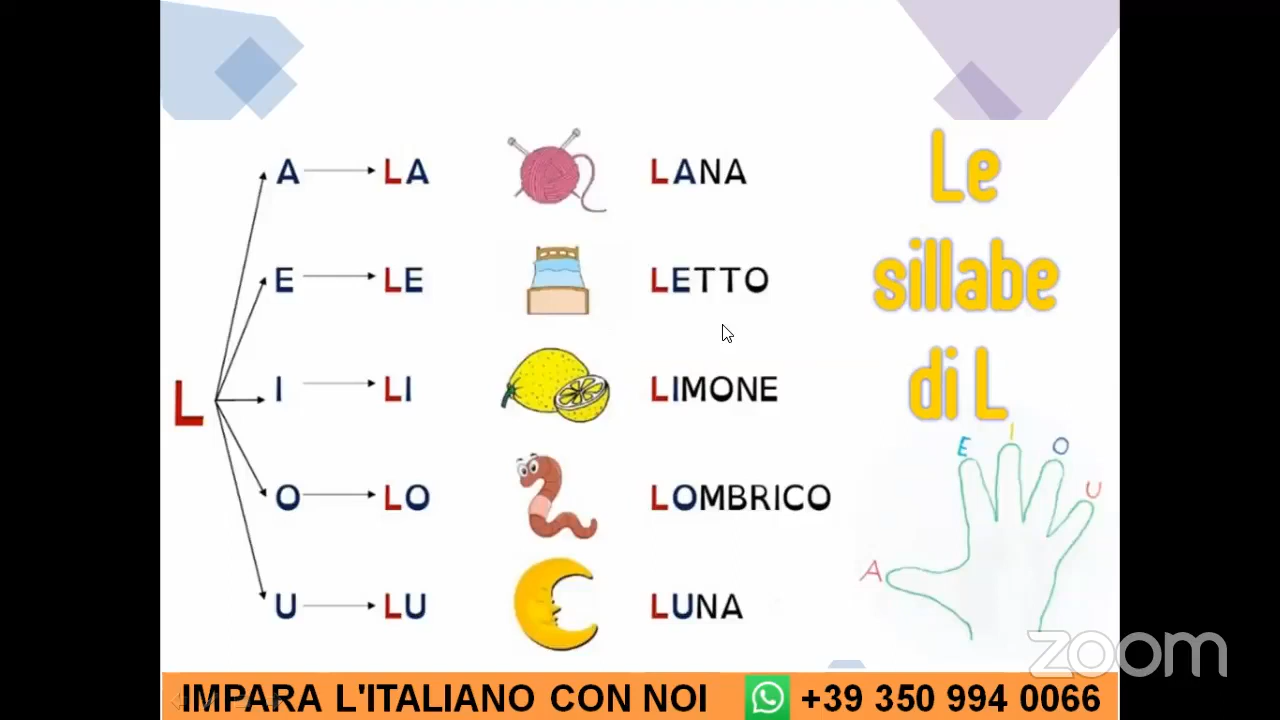 A LA LANA
E LE LETTO
I LI LIMONE
L
O LO LOMBRICO
U LU LUNA
Le
sillabe
di L
A E I O U
zoom
IMPARA L'ITALIANO CON NOI +39 350 994 0066